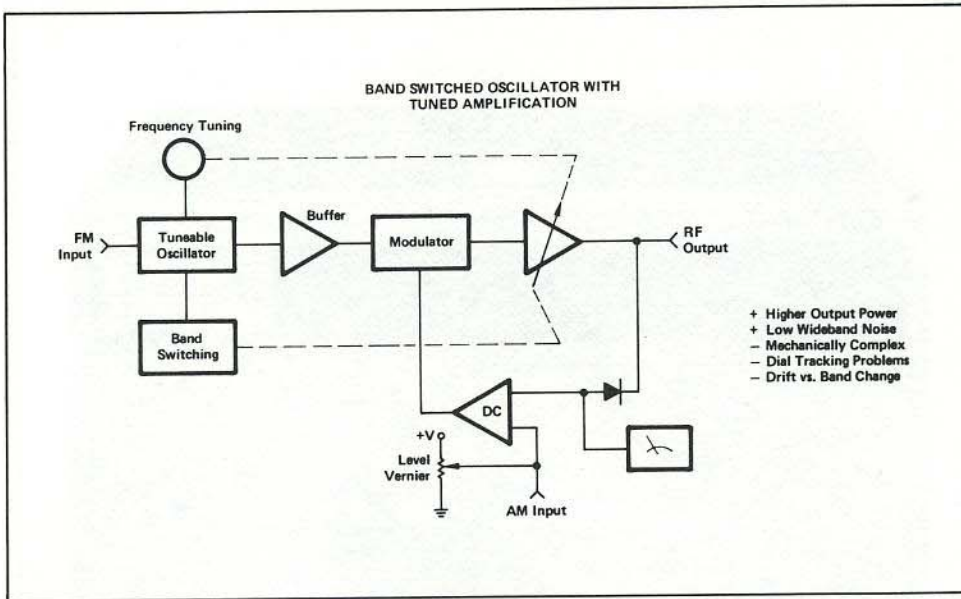 BAND SWITCHED OSCILLATOR WITH
TUNED AMPLIFICATION
Frequency Tuning
FM
Input
Tuneable
Oscillator
Buffer
Modulator
RF
Output
Band
Switching
+ Higher Output Power
+ Low Wideband Noise
– Mechanically Complex
– Dial Tracking Problems
– Drift vs. Band Change
DC
+V
Level
Vernier
AM Input